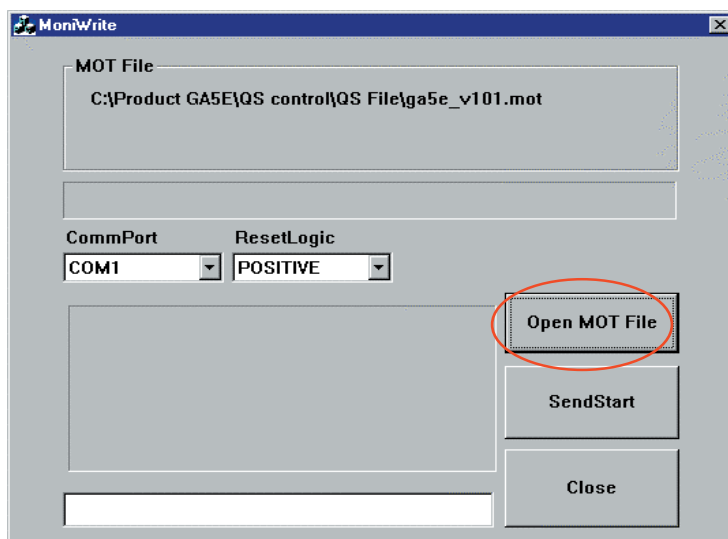 MoniWrite
MOT File
C:\Product GA5E\QS control\QS File\ga5e_v101.mot
CommPort ResetLogic
COM1 POSITIVE
Open MOT File
SendStart
Close